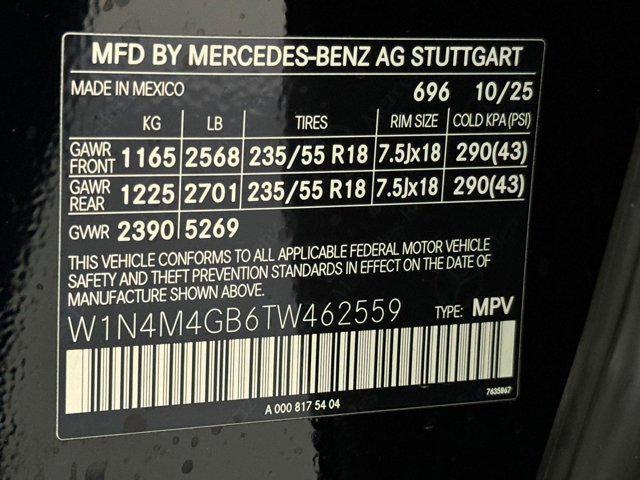 MFD BY MERCEDES-BENZ AG STUTTGART
MADE IN MEXICO 696 10/25
KG LB TIRES RIM SIZE COLD KPA(PSI)
GAWR FRONT 1165 2568 235/55 R18 7.5Jx18 290(43)
GAWR REAR 1225 2701 235/55 R18 7.5Jx18 290(43)
GVWR 2390 5269
THIS VEHICLE CONFORMS TO ALL APPLICABLE FEDERAL MOTOR VEHICLE
SAFETY AND THEFT PREVENTION STANDARDS IN EFFECT ON THE DATE OF
MANUFACTURE SHOWN ABOVE.
W1N4M4GB6TW462559 TYPE: MPV
7635867
A 000 817 54 04